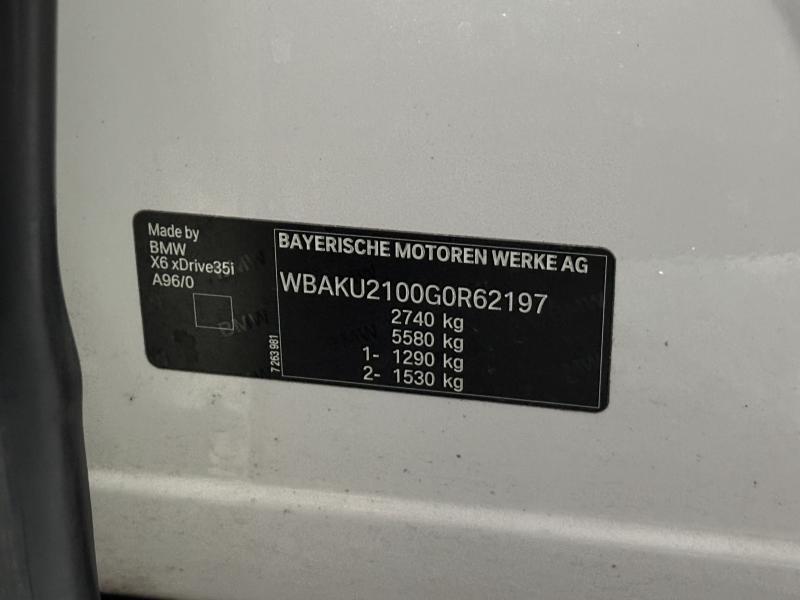 Made by
BMW
X6 xDrive35i
A96/0
7 263 981
BAYERISCHE MOTOREN WERKE AG
WBAKU2100G0R62197
2740 kg
5580 kg
1- 1290 kg
2- 1530 kg